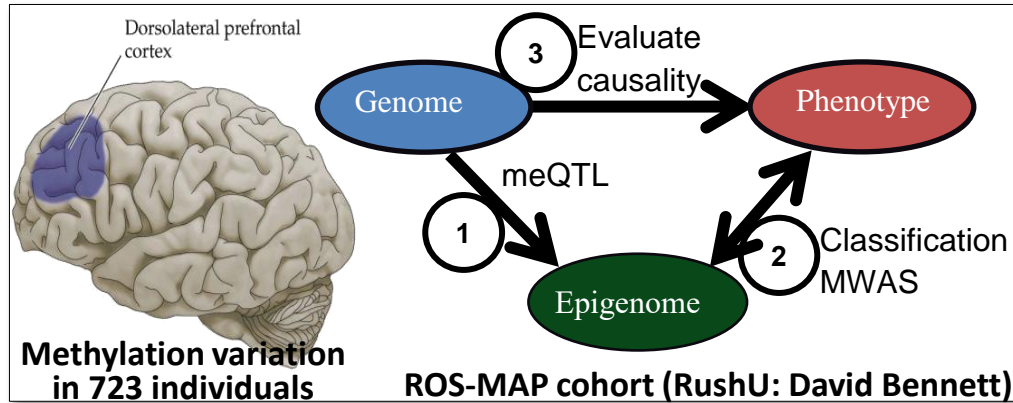 Dorsolateral prefrontal
cortex
Methylation variation
in 723 individuals
3
Evaluate
causality
Genome
Phenotype
meQTL
1
2
Classification
MWAS
Epigenome
ROS-MAP cohort (RushU: David Bennett)